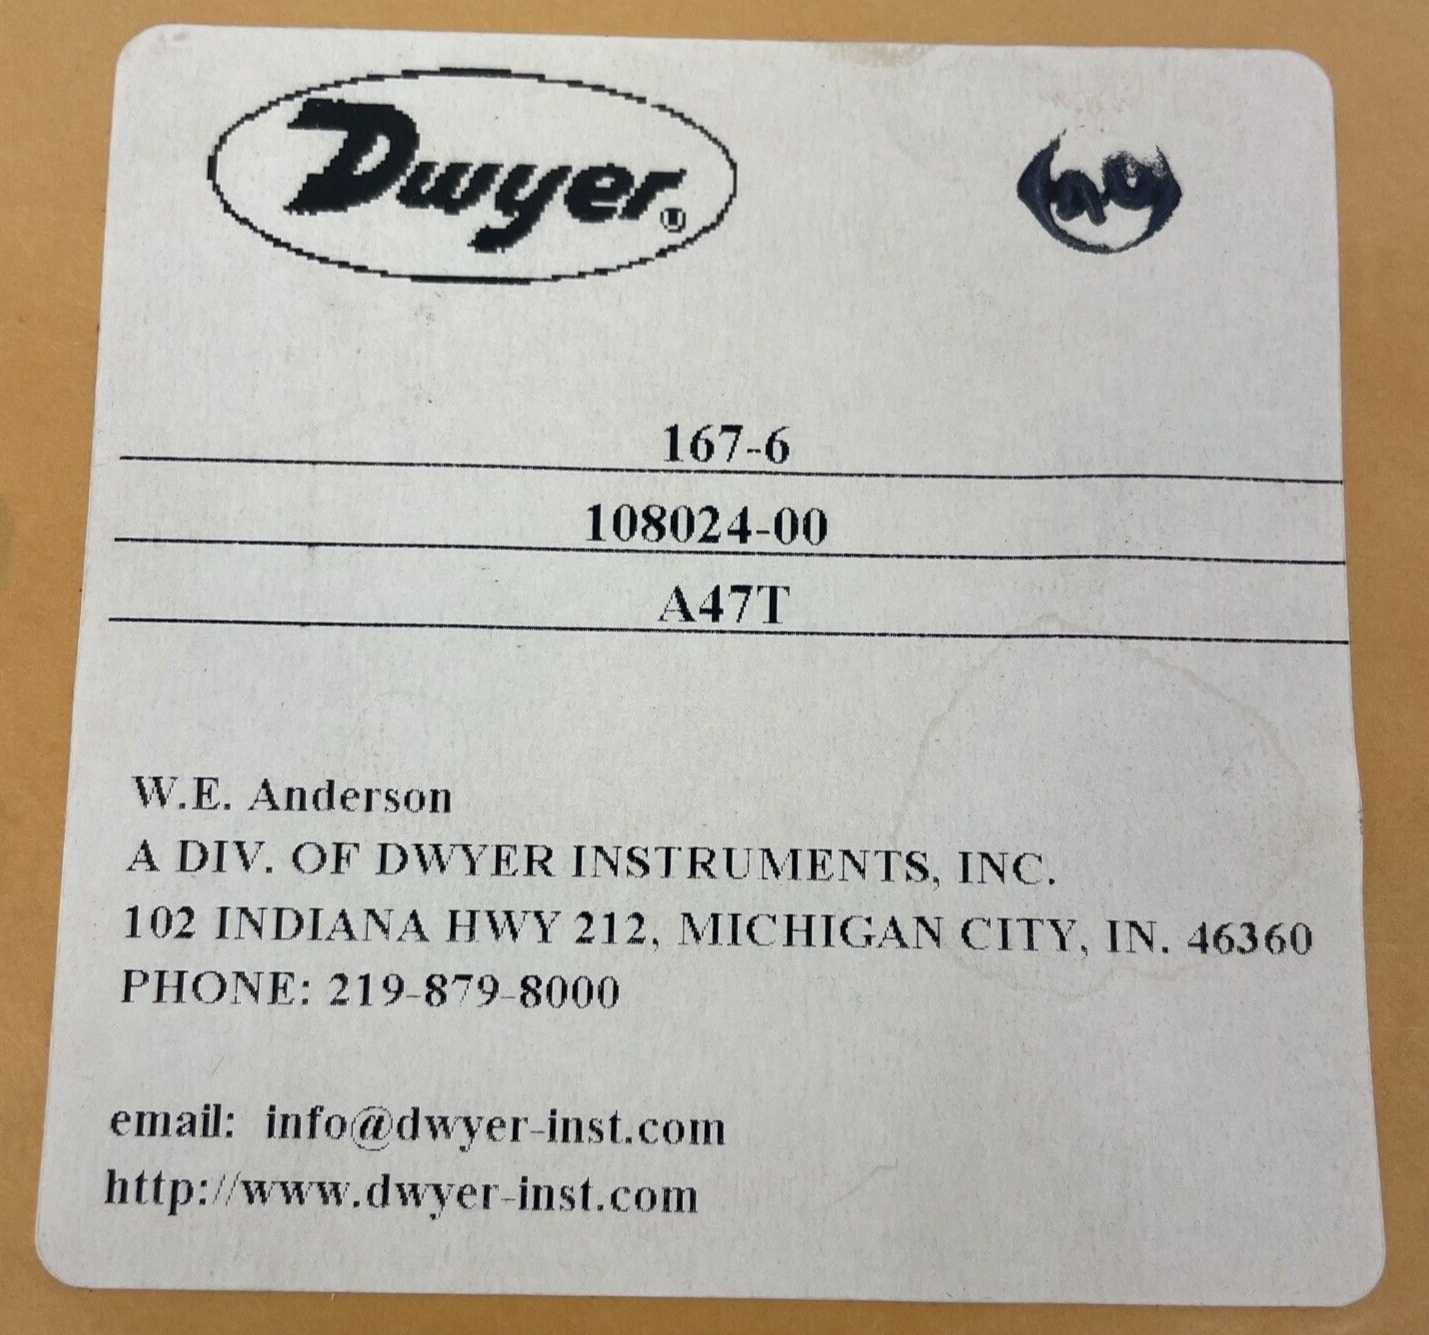 Dwyer®
167-6
108024-00
A47T
W.E. Anderson
A DIV. OF DWYER INSTRUMENTS, INC.
102 INDIANA HWY 212, MICHIGAN CITY, IN. 46360
PHONE: 219-879-8000
email: info@dwyer-inst.com
http://www.dwyer-inst.com